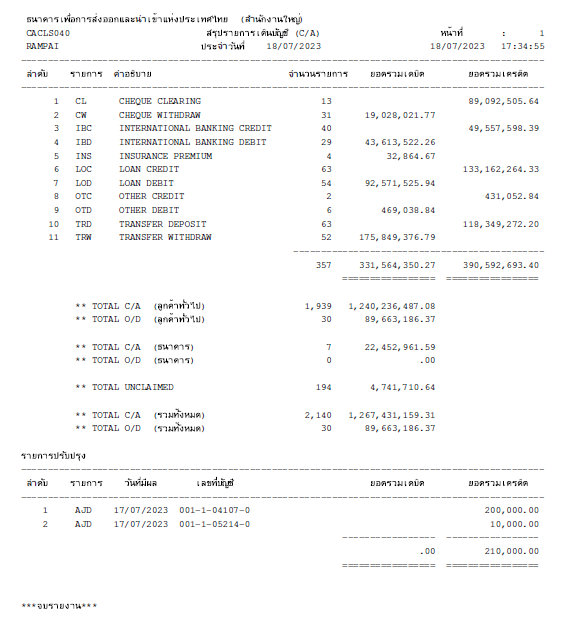 ธนาคารเพื่อการส่งออกและนำเข้าแห่งประเทศไทย (สำนักงานใหญ่)
CACLS040 สรุปรายการเดินบัญชี (C/A) หน้าที่ : 1
RAMPAI ประจำวันที่ 18/07/2023 18/07/2023 17:34:55
ลำดับ รายการ คำอธิบาย จำนวนรายการ ยอดรวมเดบิต ยอดรวมเครดิต
1 CL CHEQUE CLEARING 13 89,092,505.64
2 CW CHEQUE WITHDRAW 31 19,028,021.77
3 IBC INTERNATIONAL BANKING CREDIT 40 49,557,598.39
4 IBD INTERNATIONAL BANKING DEBIT 29 43,613,522.26
5 INS INSURANCE PREMIUM 4 32,864.67
6 LOC LOAN CREDIT 63 133,162,264.33
7 LOD LOAN DEBIT 54 92,571,525.94
8 OTC OTHER CREDIT 2 431,052.84
9 OTD OTHER DEBIT 6 469,038.84
10 TRD TRANSFER DEPOSIT 63 118,349,272.20
11 TRW TRANSFER WITHDRAW 52 175,849,376.79
357 331,564,350.27 390,592,693.40
** TOTAL C/A (ลูกค้าทั่วไป) 1,939 1,240,236,487.08
** TOTAL O/D (ลูกค้าทั่วไป) 30 89,663,186.37
** TOTAL C/A (ธนาคาร) 7 22,452,961.59
** TOTAL O/D (ธนาคาร) 0 .00
** TOTAL UNCLAIMED 194 4,741,710.64
** TOTAL C/A (รวมทั้งหมด) 2,140 1,267,431,159.31
** TOTAL O/D (รวมทั้งหมด) 30 89,663,186.37
รายการปรับปรุง
ลำดับ รายการ วันที่มีผล เลขที่บัญชี ยอดรวมเดบิต ยอดรวมเครดิต
1 AJD 17/07/2023 001-1-04107-0 200,000.00
2 AJD 17/07/2023 001-1-05214-0 10,000.00
.00 210,000.00
***จบรายงาน***